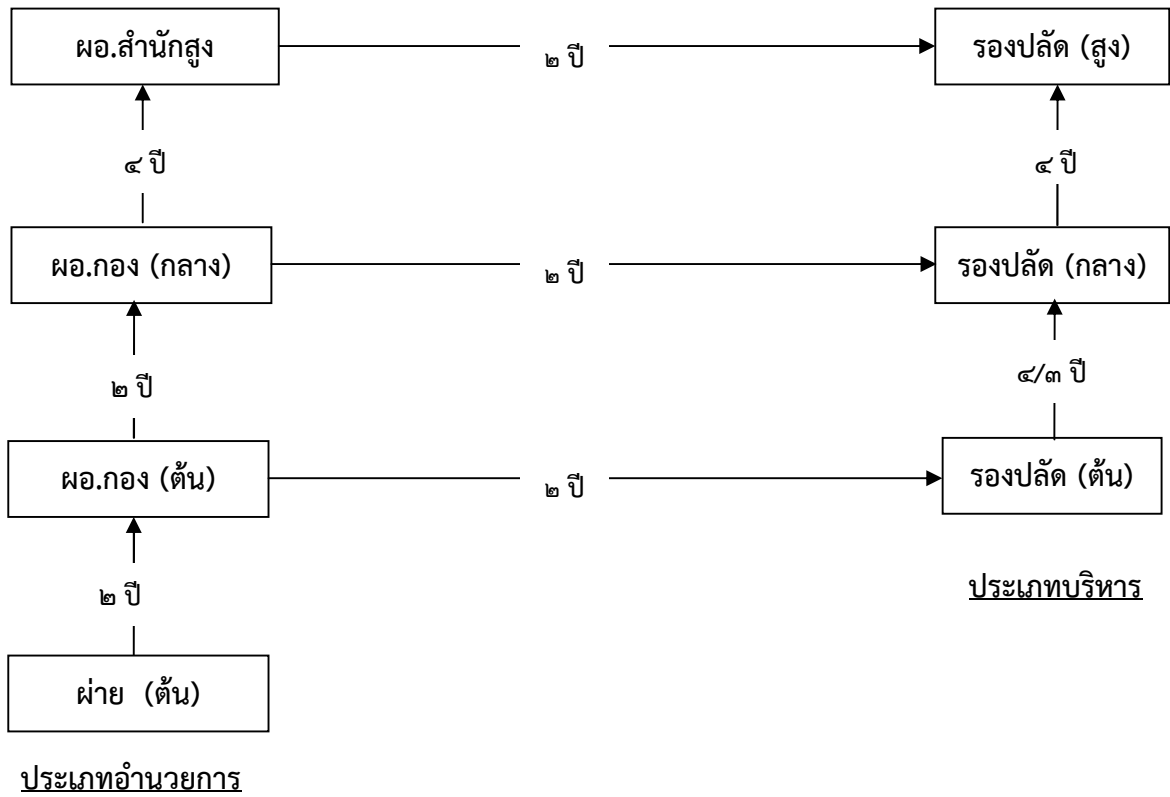 ผอ.สำนักสูง
๒ ปี
รองปลัด (สูง)
๔ ปี
๔ ปี
ผอ.กอง (กลาง)
๒ ปี
รองปลัด (กลาง)
๒ ปี
๔/๓ ปี
ผอ.กอง (ต้น)
๒ ปี
รองปลัด (ต้น)
๒ ปี
ประเภทบริหาร
ฝ่าย (ต้น)
ประเภทอำนวยการ